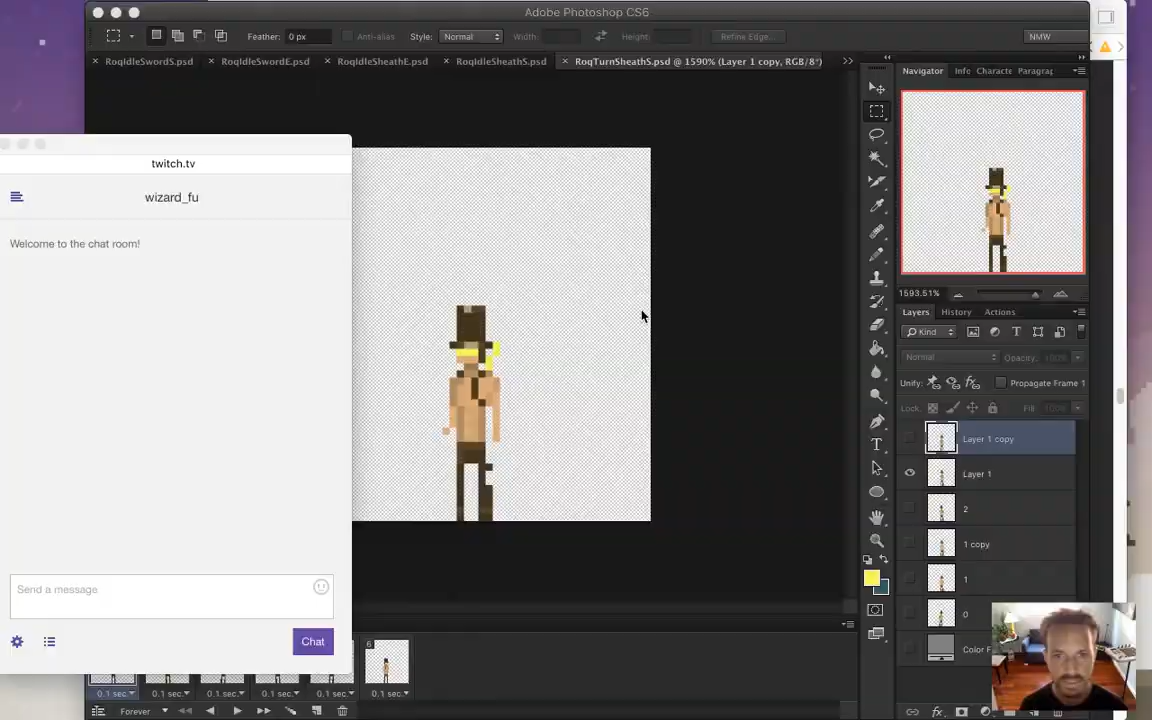 Adobe Photoshop CS6
Feather: 0 px Anti-alias Style: Normal Width: Height: Refine Edge... NMW
RoqIdleSwordS.psd RoqIdleSwordE.psd RoqIdleSheathE.psd RoqIdleSheathS.psd RoqTurnSheathS.psd @ 1590% (Layer 1 copy, RGB/8*)
Navigator Info Characte Paragrap
twitch.tv
wizard_fu
Welcome to the chat room!
Send a message
Chat
1593.51%
Layers History Actions
Kind
Normal Opacity: 100%
Unify: Propagate Frame 1
Lock: Fill: 100%
Layer 1 copy
Layer 1
2
1 copy
1
0
Color F
6
0.1 sec. 0.1 sec. 0.1 sec. 0.1 sec. 0.1 sec. 0.1 sec.
Forever